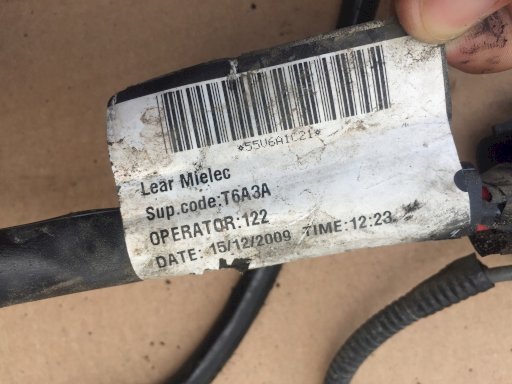 *55V6A1C21*
Lear Mielec
Sup.code:T6A3A
OPERATOR:122
DATE: 15/12/2009 TIME:12:23